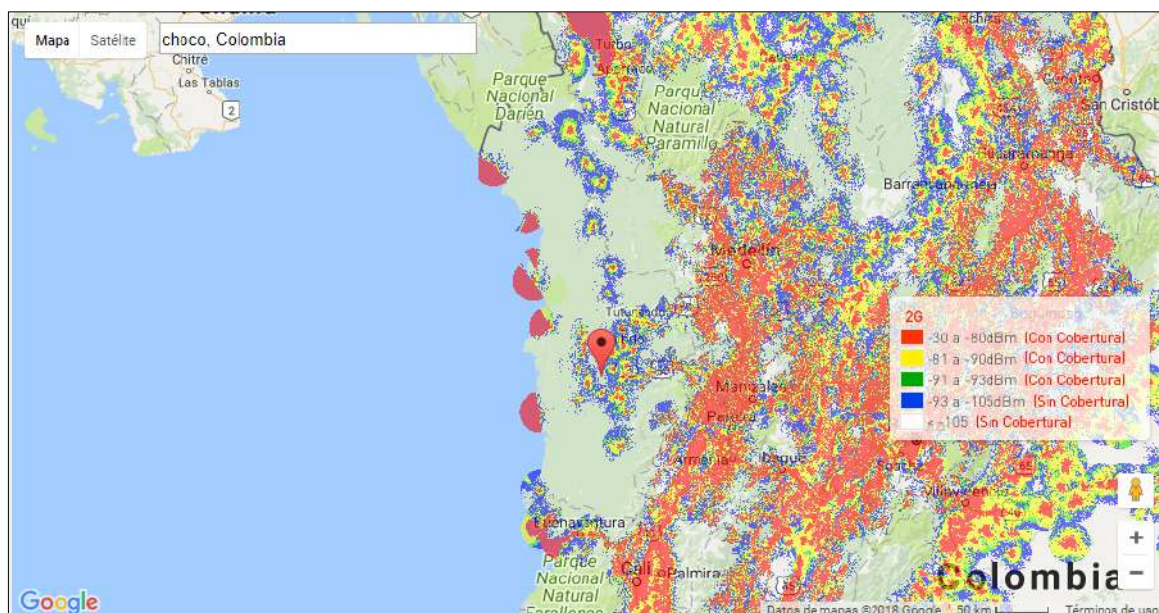 Mapa
Satélite
choco, Colombia
Chitré
Las Tablas
2
Parque
Nacional
Darién
Turbo
Parque
Nacional
Natural
Paramillo
San Cristób
Medellín
2G
-30 a -80dBm (Con Cobertura)
-81 a -90dBm (Con Cobertura)
-91 a -93dBm (Con Cobertura)
-93 a -105dBm (Sin Cobertura)
< -105 (Sin Cobertura)
Manizales
Pereira
Armenia
Ibagué
Buenaventura
65
Cali
Palmira
Parque
Nacional
Natural
Farallones
Colombia
Google
Datos de mapas ©2018 Google
50 km
Términos de uso